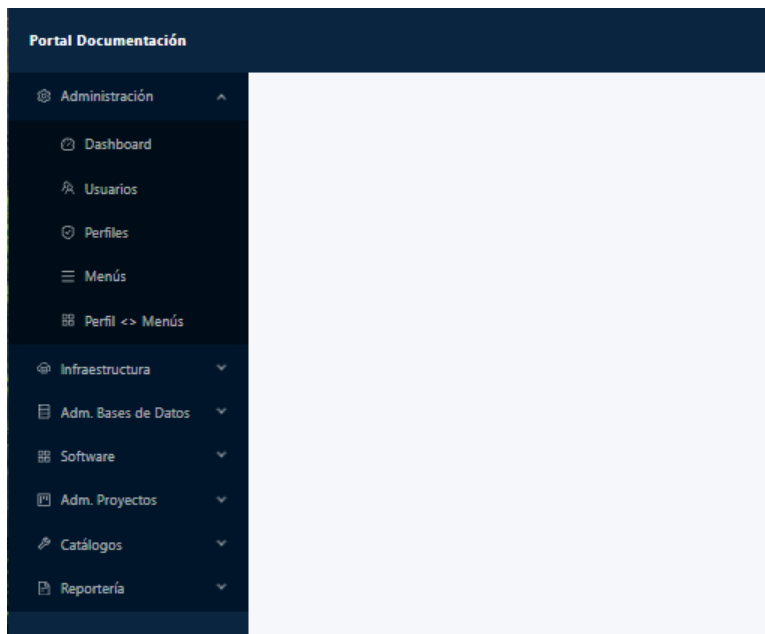 Portal Documentación
Administración
Dashboard
Usuarios
Perfiles
Menús
Perfil <> Menús
Infraestructura
Adm. Bases de Datos
Software
Adm. Proyectos
Catálogos
Reportería